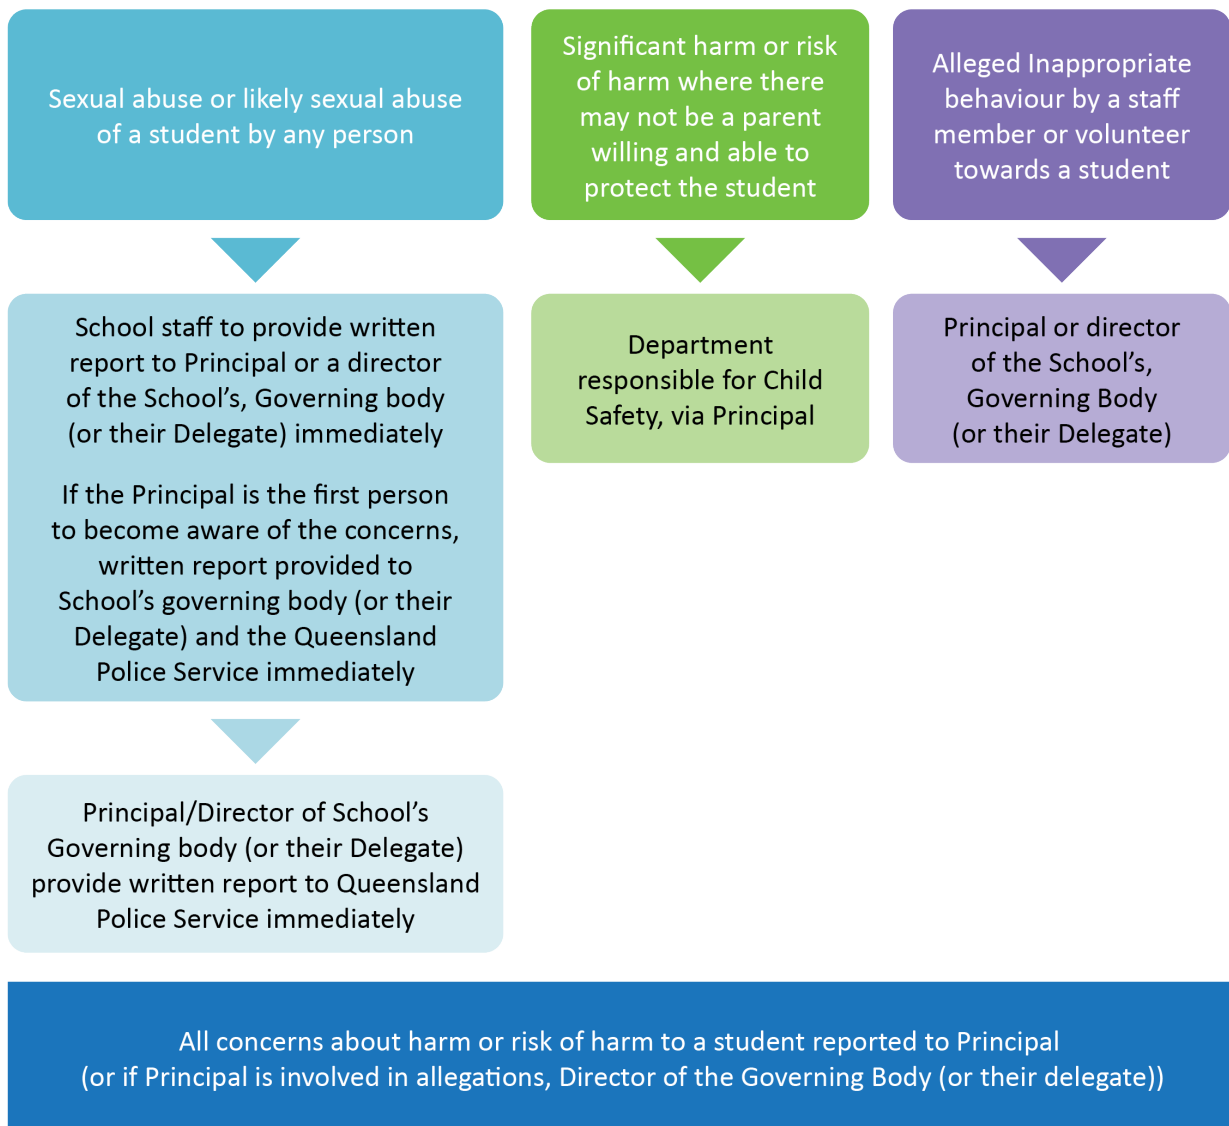 Sexual abuse or likely sexual abuse
of a student by any person
School staff to provide written
report to Principal or a director
of the School’s, Governing body
(or their Delegate) immediately
If the Principal is the first person
to become aware of the concerns,
written report provided to
School’s governing body (or their
Delegate) and the Queensland
Police Service immediately
Principal/Director of School’s
Governing body (or their Delegate)
provide written report to Queensland
Police Service immediately
Significant harm or risk
of harm where there
may not be a parent
willing and able to
protect the student
Department
responsible for Child
Safety, via Principal
Alleged Inappropriate
behaviour by a staff
member or volunteer
towards a student
Principal or director
of the School’s,
Governing Body
(or their Delegate)
All concerns about harm or risk of harm to a student reported to Principal
(or if Principal is involved in allegations, Director of the Governing Body (or their delegate))